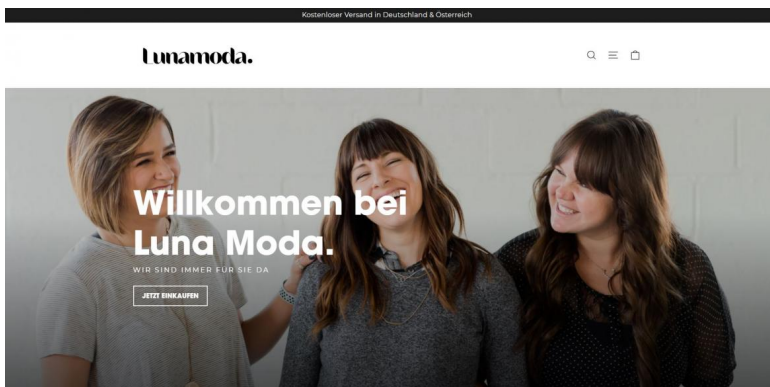 Kostenloser Versand in Deutschland & Österreich
Lunamoda.
Willkommen bei
Luna Moda.
WIR SIND IMMER FÜR SIE DA
JETZT EINKAUFEN